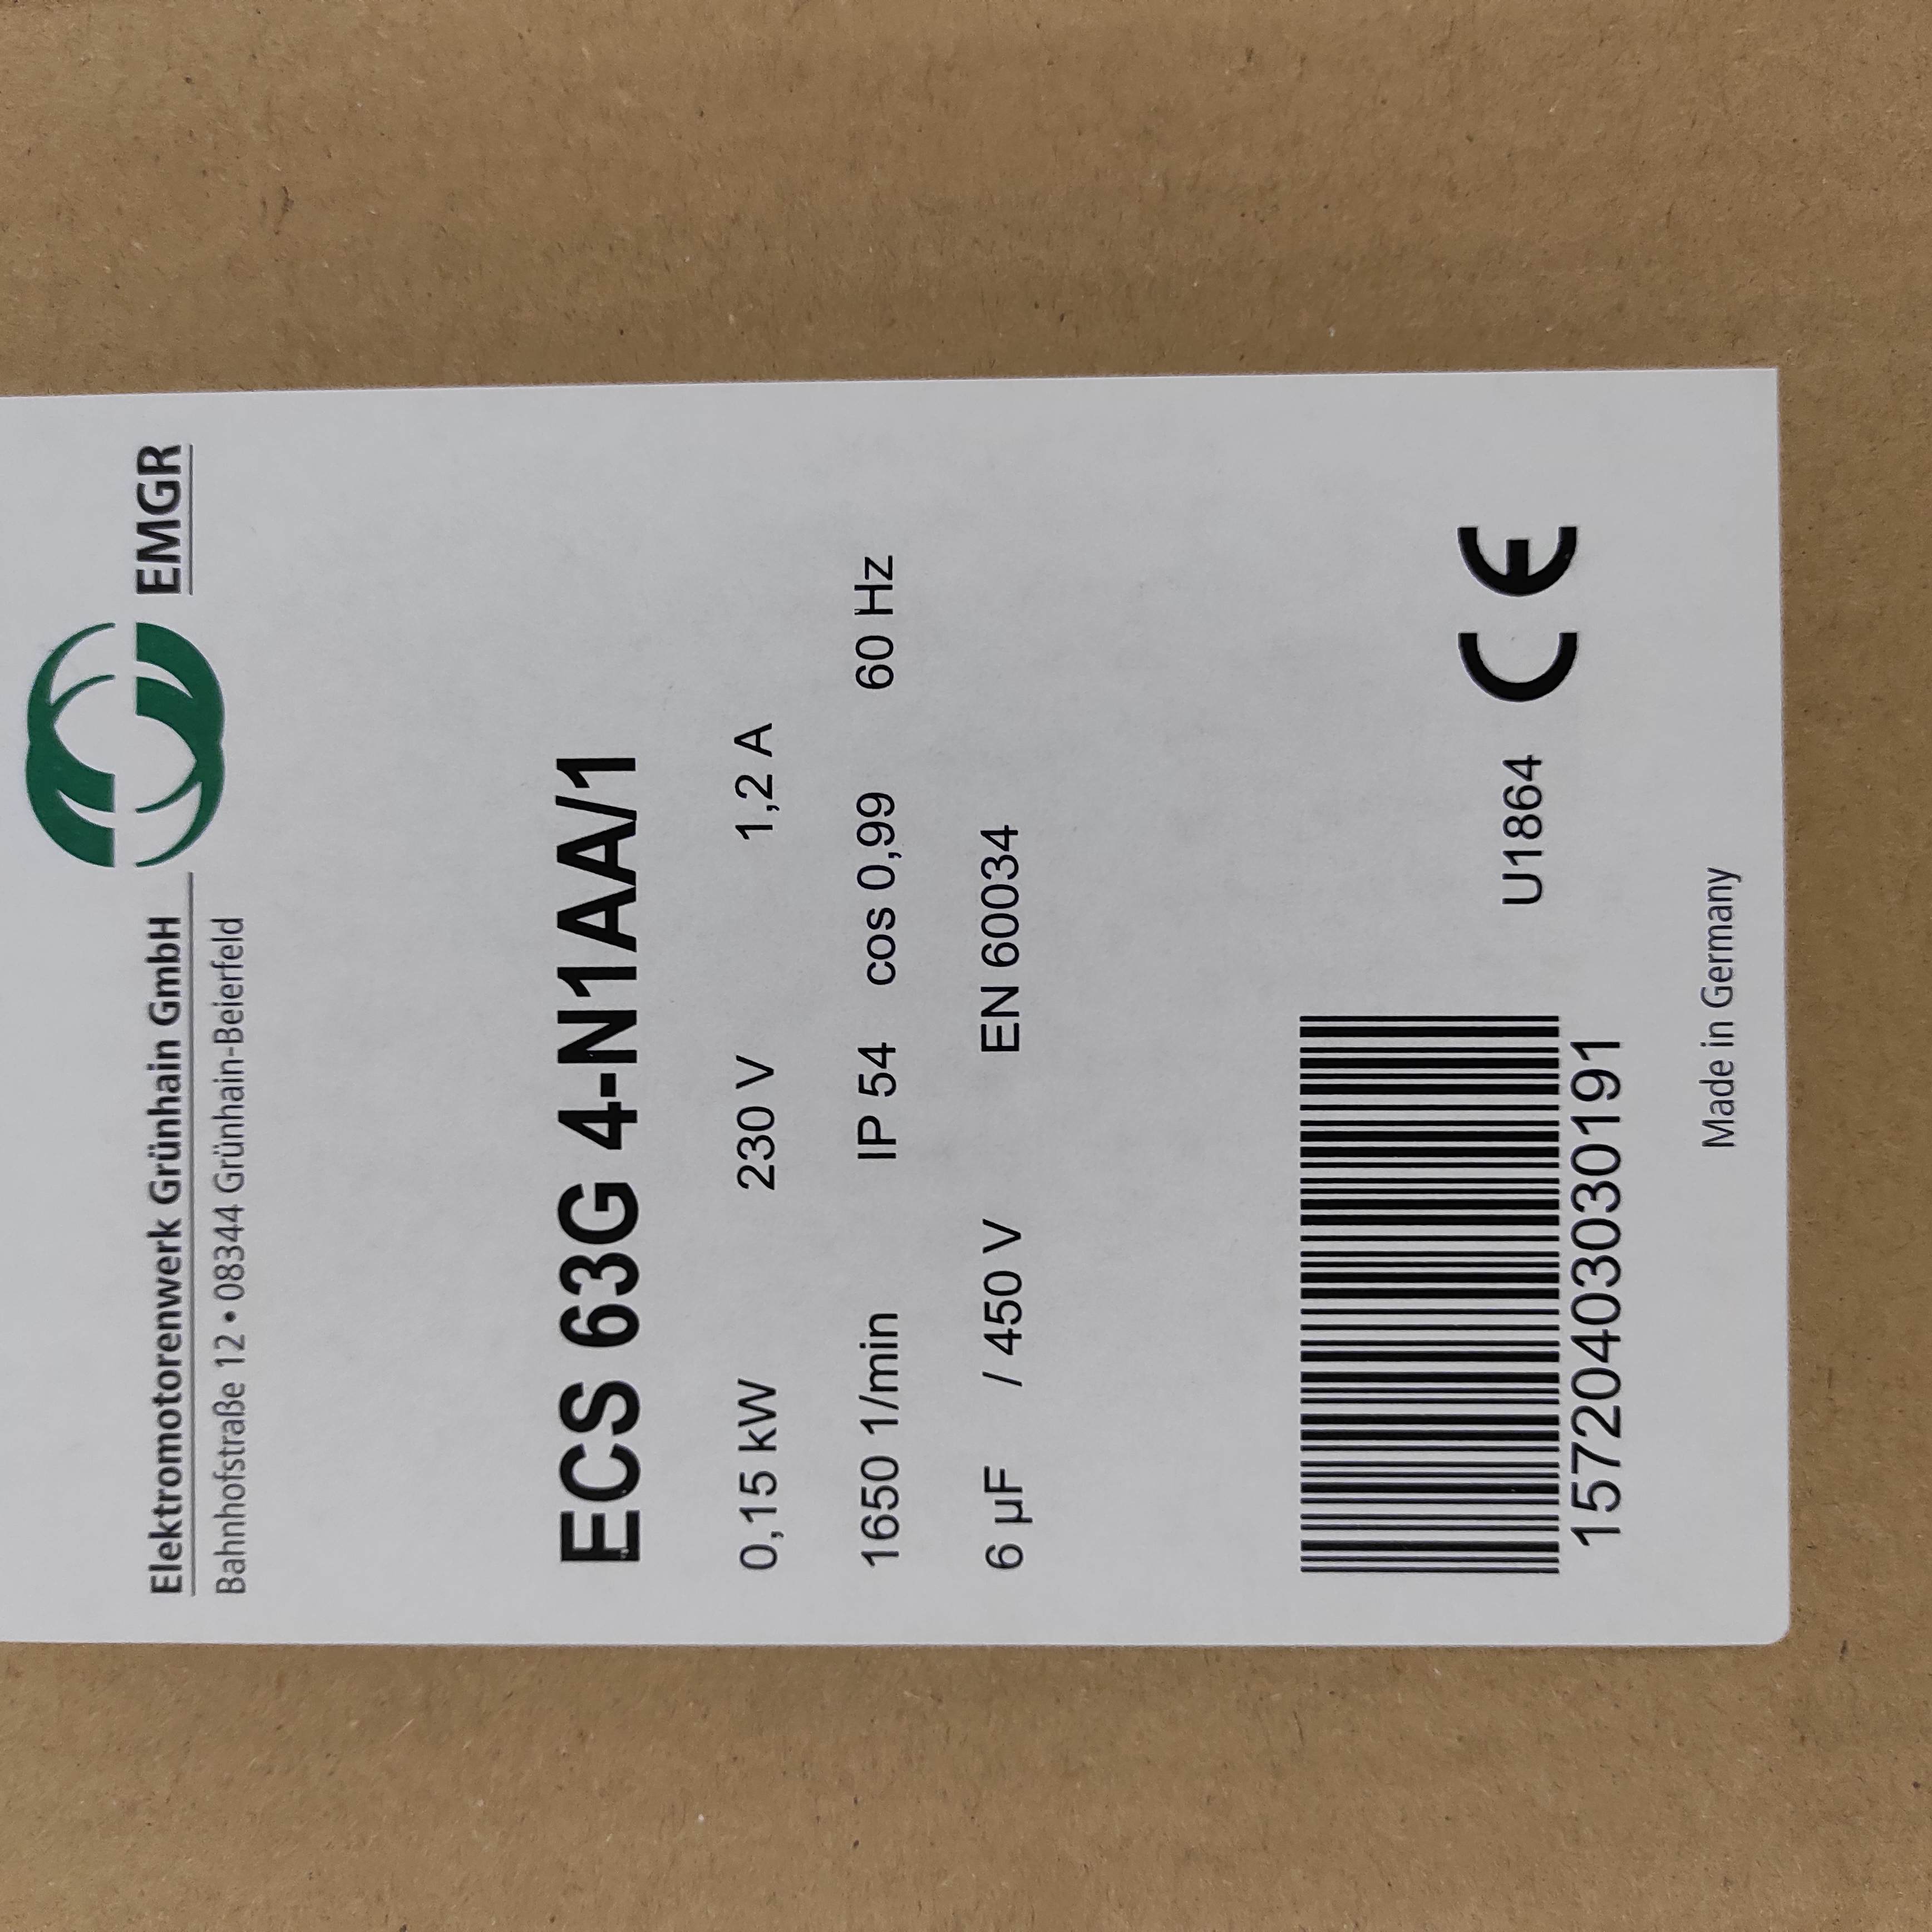 Elektromotorenwerk Grünhain GmbH EMGR
Bahnhofstraße 12 • 08344 Grünhain-Beierfeld
ECS 63G 4-N1AA/1
0,15 kW 230 V 1,2 A
1650 1/min IP 54 cos 0,99 60 Hz
6 µF / 450 V EN 60034
U1864 CE
1572040303030191
Made in Germany